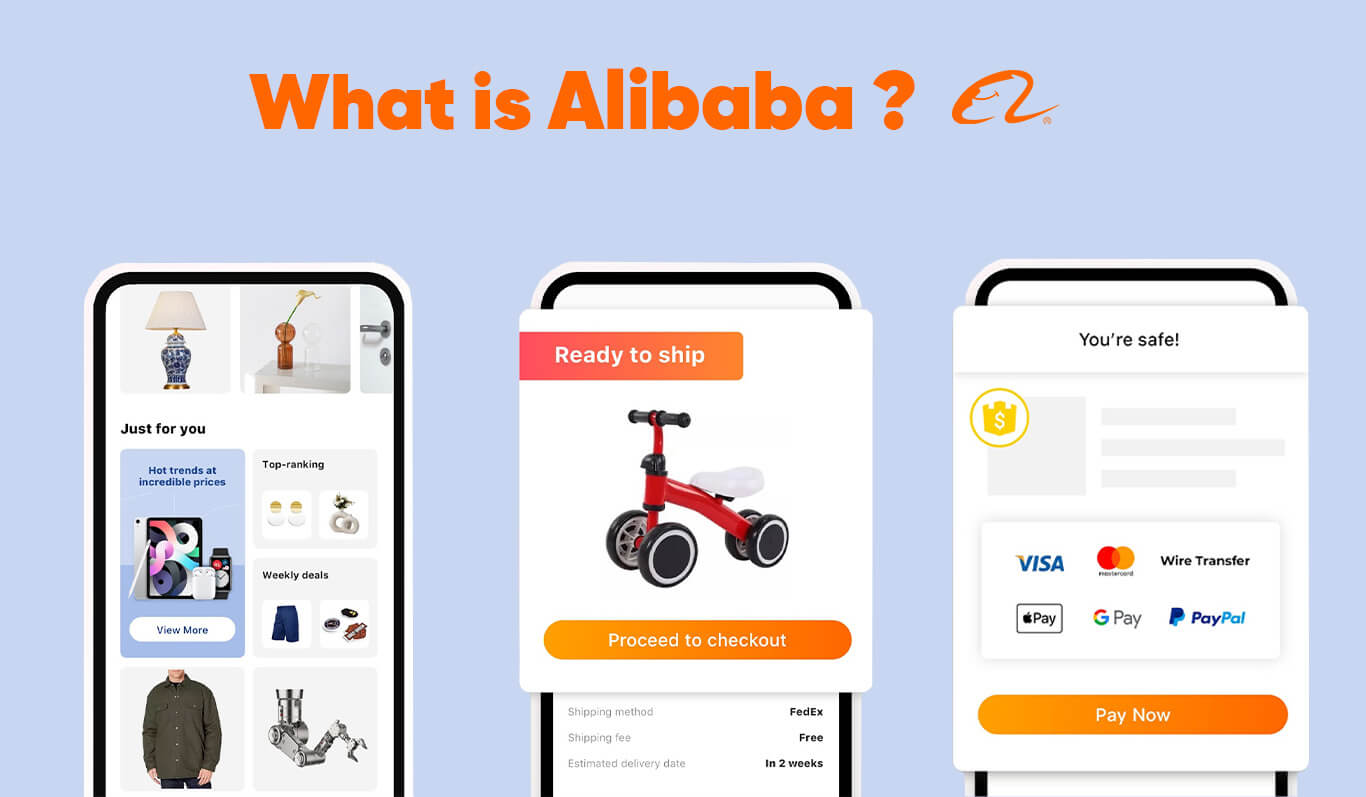 What is Alibaba ?
Just for you
Hot trends at
incredible prices
View More
Top-ranking
Weekly deals
Ready to ship
Proceed to checkout
Shipping method FedEx
Shipping fee Free
Estimated delivery date In 2 weeks
You're safe!
$
VISA mastercard Wire Transfer
Pay G Pay PayPal
Pay Now